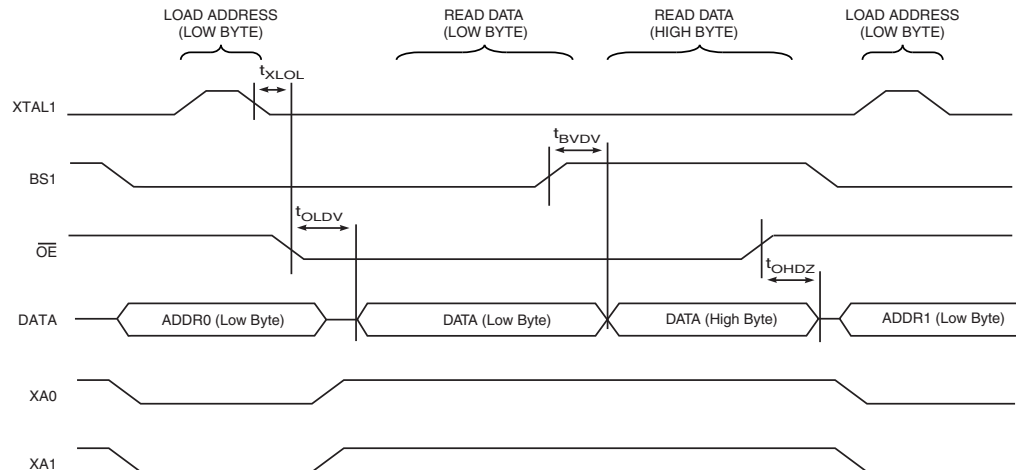 LOAD ADDRESS
(LOW BYTE)
READ DATA
(LOW BYTE)
READ DATA
(HIGH BYTE)
LOAD ADDRESS
(LOW BYTE)
tXLOL
XTAL1
tBVDV
BS1
tOLDV
OE
tOHDZ
DATA
ADDR0 (Low Byte)
DATA (Low Byte)
DATA (High Byte)
ADDR1 (Low Byte)
XA0
XA1